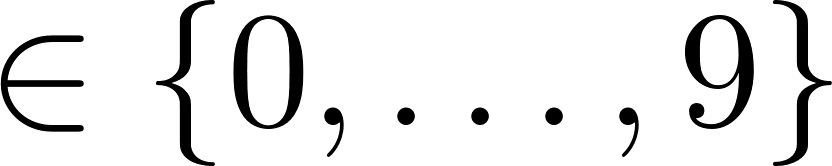 ∈ {0, . . . , 9}